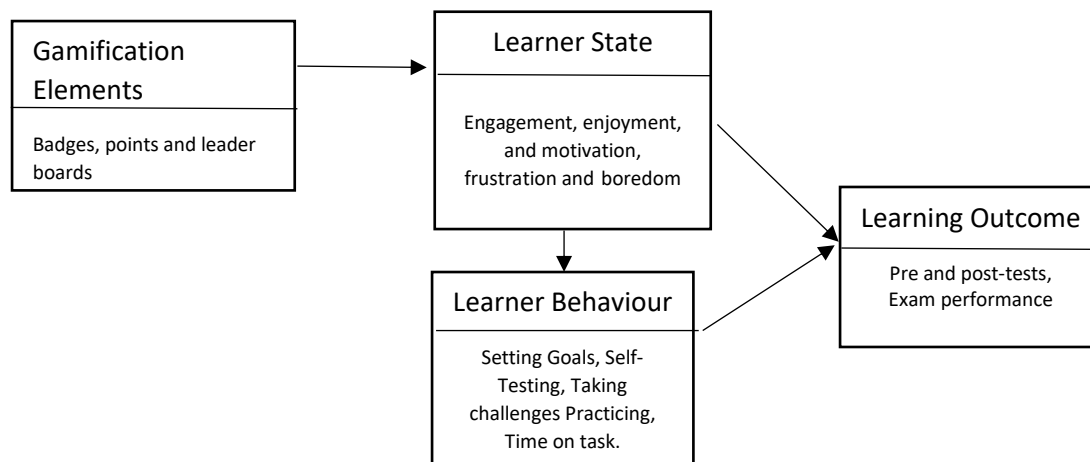 Gamification
Elements
Badges, points and leader
boards
Learner State
Engagement, enjoyment,
and motivation,
frustration and boredom
Learner Behaviour
Setting Goals, Self-
Testing, Taking
challenges Practicing,
Time on task.
Learning Outcome
Pre and post-tests,
Exam performance